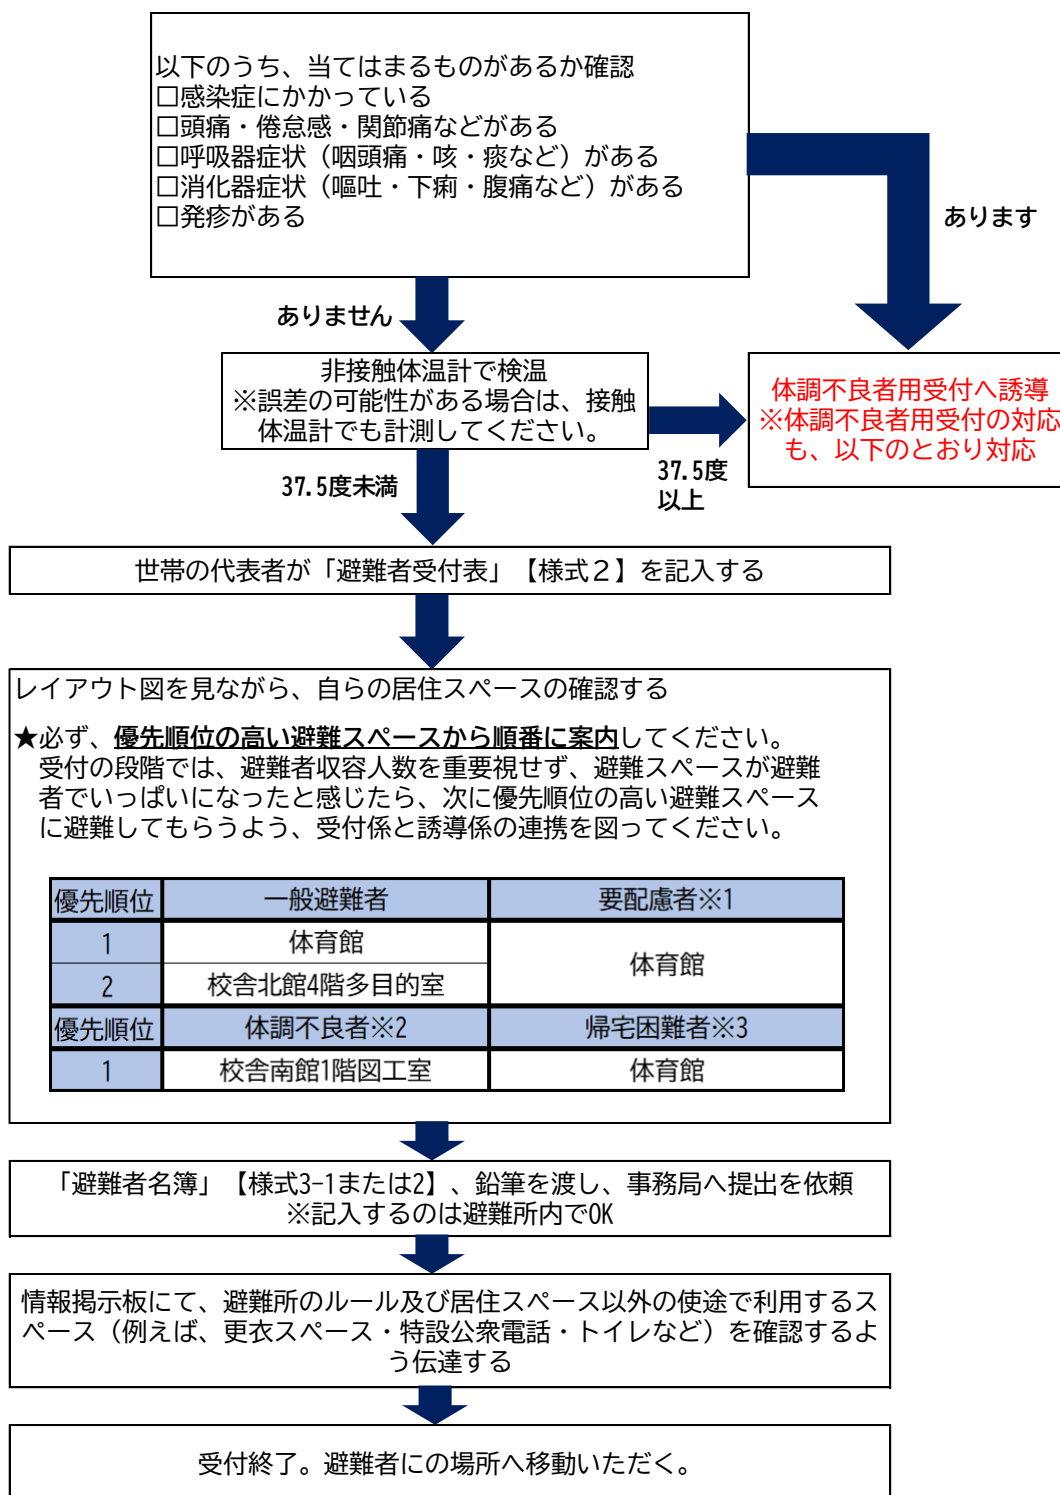 以下のうち、当てはまるものがあるか確認
□感染症にかかっている
□頭痛・倦怠感・関節痛などがある
□呼吸器症状（咽頭痛・咳・痰など）がある
□消化器症状（嘔吐・下痢・腹痛など）がある
□発疹がある
あります
ありません
非接触体温計で検温
※誤差の可能性がある場合は、接触
体温計でも計測してください。
体調不良者用受付へ誘導
※体調不良者用受付の対応
も、以下のとおり対応
37.5度
以上
37.5度未満
世帯の代表者が「避難者受付表」【様式２】を記入する
レイアウト図を見ながら、自らの居住スペースの確認する
★必ず、優先順位の高い避難スペースから順番に案内してください。
受付の段階では、避難者収容人数を重要視せず、避難スペースが避難
者でいっぱいになったと感じたら、次に優先順位の高い避難スペース
に避難してもらうよう、受付係と誘導係の連携を図ってください。
優先順位 一般避難者 要配慮者※1
1 体育館 体育館
2 校舎北館4階多目的室
優先順位 体調不良者※2 帰宅困難者※3
1 校舎南館1階図工室 体育館
「避難者名簿」【様式3-1または2】、鉛筆を渡し、事務局へ提出を依頼
※記入するのは避難所内でOK
情報掲示板にて、避難所のルール及び居住スペース以外の使途で利用するス
ペース（例えば、更衣スペース・特設公衆電話・トイレなど）を確認するよ
う伝達する
受付終了。避難者にの場所へ移動いただく。